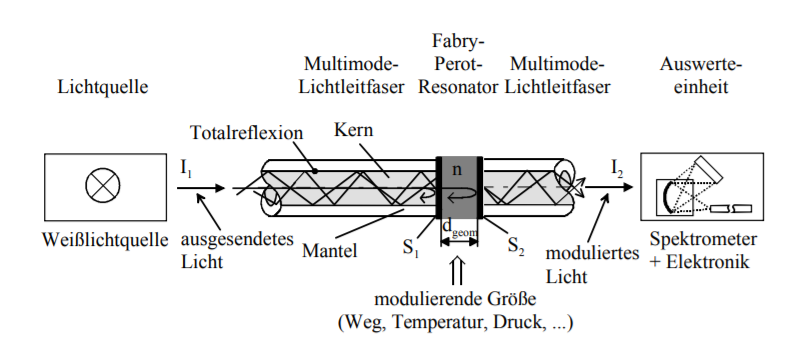 Lichtquelle
Multimode-
Lichtleitfaser
Fabry-
Perot-
Resonator
Multimode-
Lichtleitfaser
Auswerte-
einheit
Totalreflexion
Kern
I1
n
I2
Weißlichtquelle
ausgesendetes
Licht
Mantel
S1
dgeom
S2
moduliertes
Licht
Spektrometer
+ Elektronik
modulierende Größe
(Weg, Temperatur, Druck, ...)